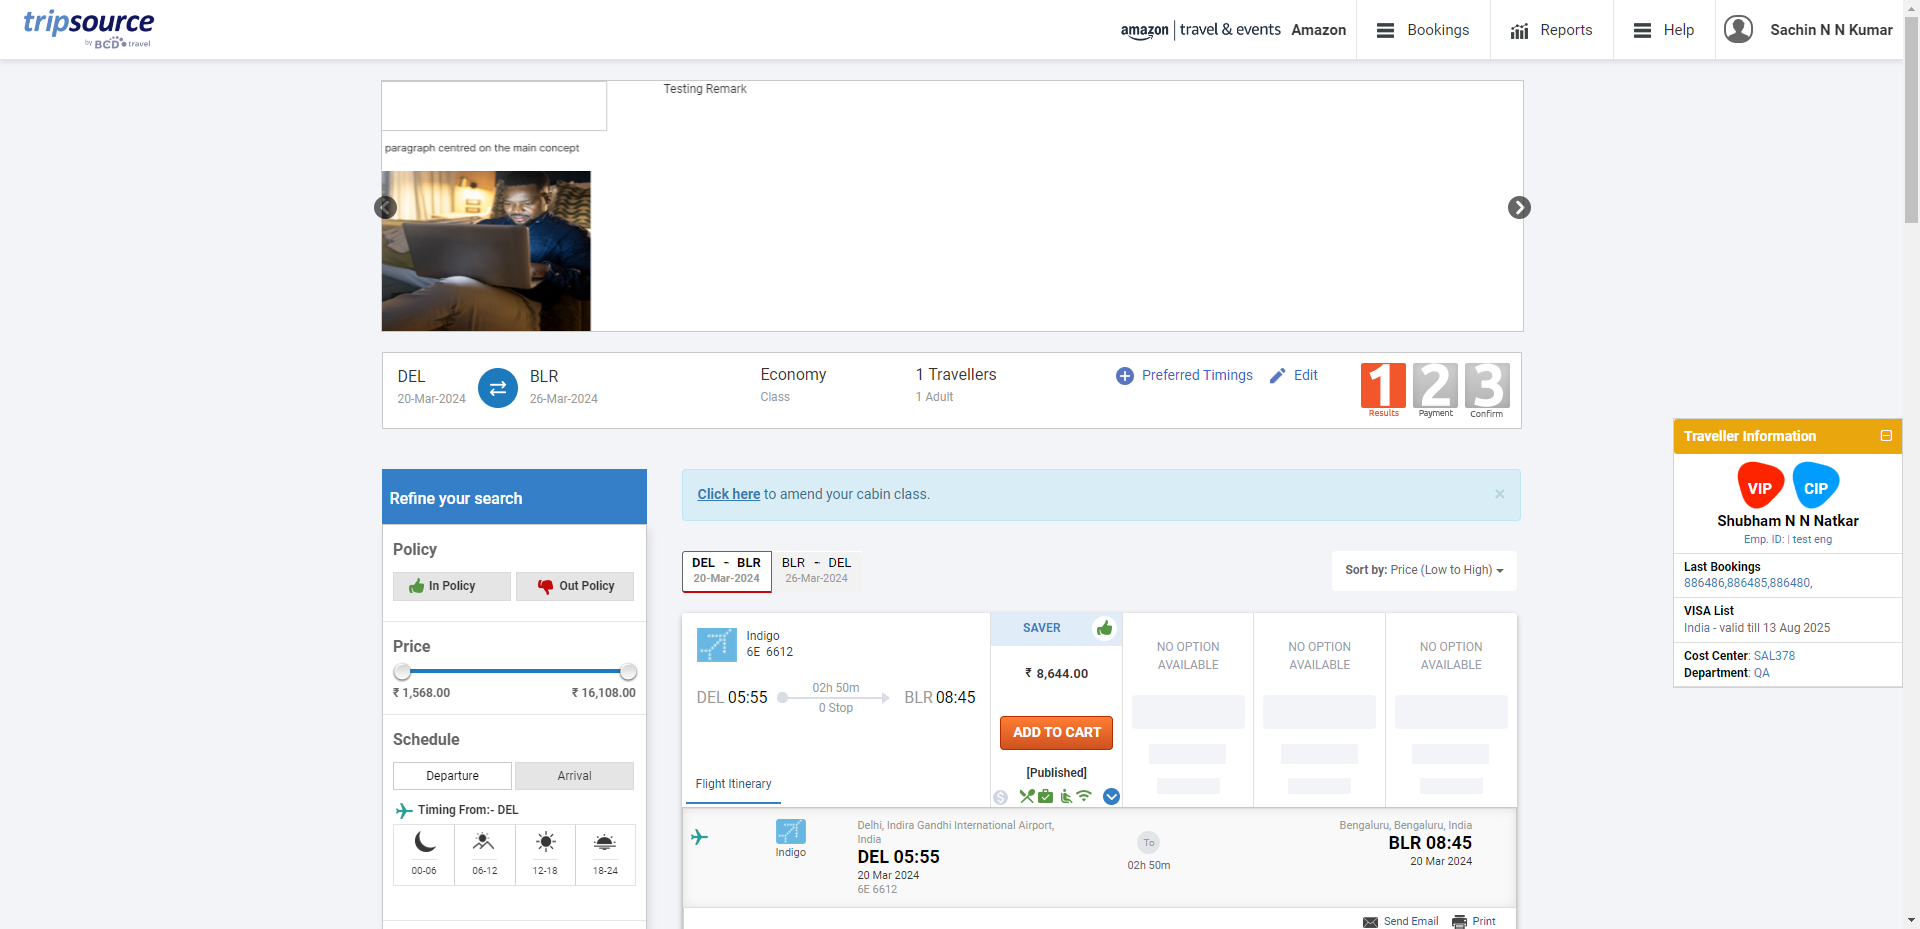 tripsource
by BCD travel
amazon | travel & events Amazon
Bookings
Reports
Help
Sachin N N Kumar
Testing Remark
paragraph centred on the main concept
DEL
20-Mar-2024
BLR
26-Mar-2024
Economy
Class
1 Travellers
1 Adult
Preferred Timings
Edit
1
Results
2
Payment
3
Confirm
Traveller Information
VIP
CIP
Shubham N N Natkar
Emp. ID: | test eng
Last Bookings
886486,886485,886480,
VISA List
India - valid till 13 Aug 2025
Cost Center: SAL378
Department: QA
Refine your search
Policy
In Policy
Out Policy
Price
₹ 1,568.00
₹ 16,108.00
Schedule
Departure
Arrival
Timing From:- DEL
00-06
06-12
12-18
18-24
Click here to amend your cabin class.
×
DEL - BLR
20-Mar-2024
BLR - DEL
26-Mar-2024
Sort by: Price (Low to High)
Indigo
6E 6612
DEL 05:55
02h 50m
0 Stop
BLR 08:45
Flight Itinerary
SAVER
₹ 8,644.00
ADD TO CART
[Published]
NO OPTION
AVAILABLE
NO OPTION
AVAILABLE
NO OPTION
AVAILABLE
Indigo
Delhi, Indira Gandhi International Airport,
India
DEL 05:55
20 Mar 2024
6E 6612
To
02h 50m
Bengaluru, Bengaluru, India
BLR 08:45
20 Mar 2024
Send Email
Print